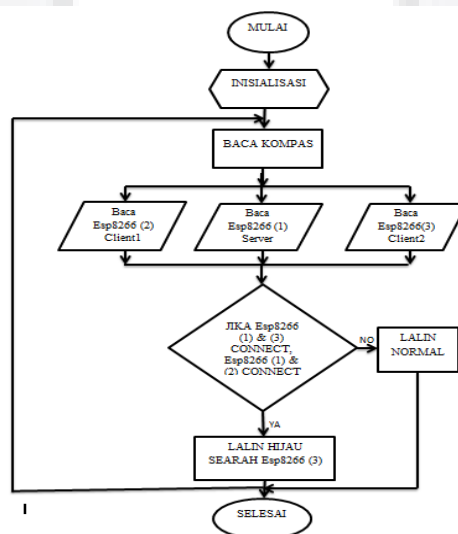 MULAI
INISIALISASI
BACA KOMPAS
Baca
Esp8266 (2)
Client1
Baca
Esp8266 (1)
Server
Baca
Esp8266(3)
Client2
JIKA Esp8266
(1) & (3)
CONNECT,
Esp8266 (1) &
(2) CONNECT
NO
LALIN
NORMAL
YA
LALIN HIJAU
SEARAH Esp8266 (3)
SELESAI
I